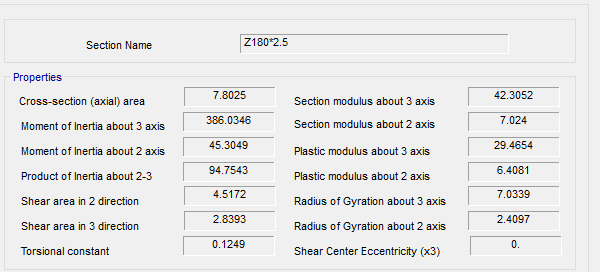 Section Name Z180*2.5
Properties
Cross-section (axial) area 7.8025 Section modulus about 3 axis 42.3052
Moment of Inertia about 3 axis 386.0346 Section modulus about 2 axis 7.024
Moment of Inertia about 2 axis 45.3049 Plastic modulus about 3 axis 29.4654
Product of Inertia about 2-3 94.7543 Plastic modulus about 2 axis 6.4081
Shear area in 2 direction 4.5172 Radius of Gyration about 3 axis 7.0339
Shear area in 3 direction 2.8393 Radius of Gyration about 2 axis 2.4097
Torsional constant 0.1249 Shear Center Eccentricity (x3) 0.